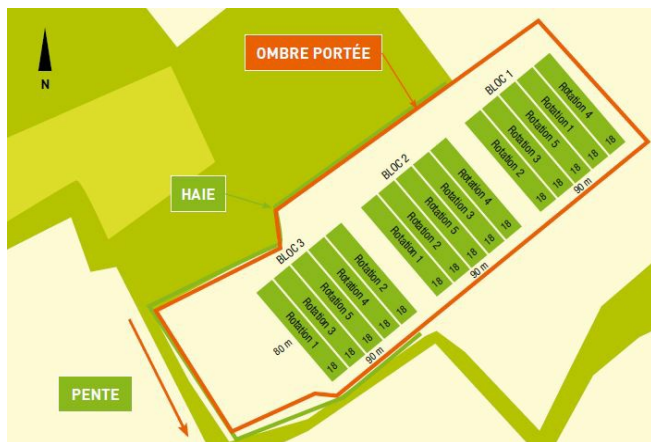 OMBRE PORTÉE
N
HAIE
PENTE
BLOC 1
Rotation 2
Rotation 3
Rotation 5
Rotation 1
Rotation 4
18
18
18
18
18
90 m
BLOC 2
Rotation 1
Rotation 2
Rotation 5
Rotation 3
Rotation 4
18
18
18
18
18
90 m
BLOC 3
Rotation 1
Rotation 3
Rotation 5
Rotation 4
Rotation 2
80 m
18
18
18
18
18
90 m